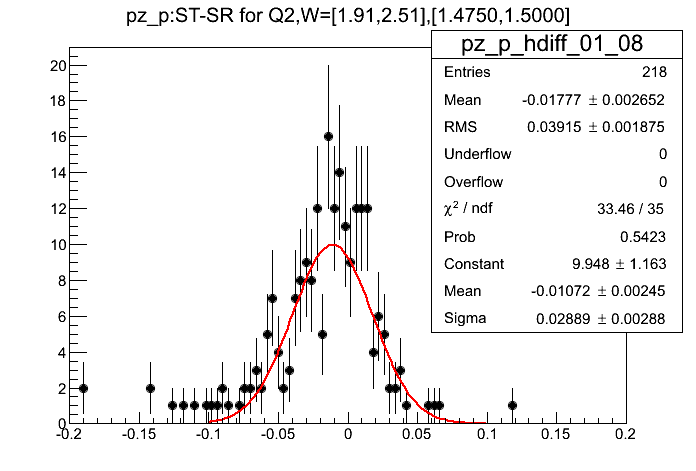 pz_p:ST-SR for Q2,W=[1.91,2.51],[1.4750,1.5000]
pz_p_hdiff_01_08
Entries 218
Mean -0.01777 ± 0.002652
RMS 0.03915 ± 0.001875
Underflow 0
Overflow 0
χ² / ndf 33.46 / 35
Prob 0.5423
Constant 9.948 ± 1.163
Mean -0.01072 ± 0.00245
Sigma 0.02889 ± 0.00288
20
18
16
14
12
10
8
6
4
2
0
-0.2 -0.15 -0.1 -0.05 0 0.05 0.1 0.15 0.2